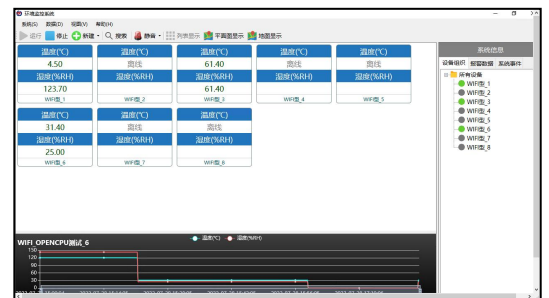 环境监控系统
系统(S) 数据(D) 视图(V) 帮助(H)
运行 停止 新建 搜索 静音 列表显示 平面图显示 地图显示
温度(℃) 温度(℃) 温度(℃) 温度(℃) 温度(℃)
4.50 离线 61.40 离线 离线
湿度(%RH) 湿度(%RH) 湿度(%RH) 湿度(%RH) 湿度(%RH)
123.70 61.40
WIFI型_1 WIFI型_2 WIFI型_3 WIFI型_4 WIFI型_5
温度(℃) 温度(℃) 温度(℃)
31.40 离线 离线
湿度(%RH) 湿度(%RH) 湿度(%RH)
25.00
WIFI型_6 WIFI型_7 WIFI型_8
系统信息
设备组织 报警数据 系统事件
所有设备
WIFI型_1
WIFI型_2
WIFI型_3
WIFI型_4
WIFI型_5
WIFI型_6
WIFI型_7
WIFI型_8
WIFI_OPENCPU测试_6
温度(℃) 湿度(%RH)
150
120
90
60
30
0